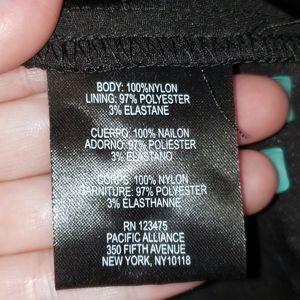 BODY: 100%NYLON
LINING: 97% POLYESTER
3% ELASTANE
CUERPO: 100% NAILON
ADORNO: 97% POLIESTER
3% ELASTANO
CORPS: 100% NYLON
GARNITURE: 97% POLYESTER
3% ELASTHANNE
RN 123475
PACIFIC ALLIANCE
350 FIFTH AVENUE
NEW YORK, NY10118